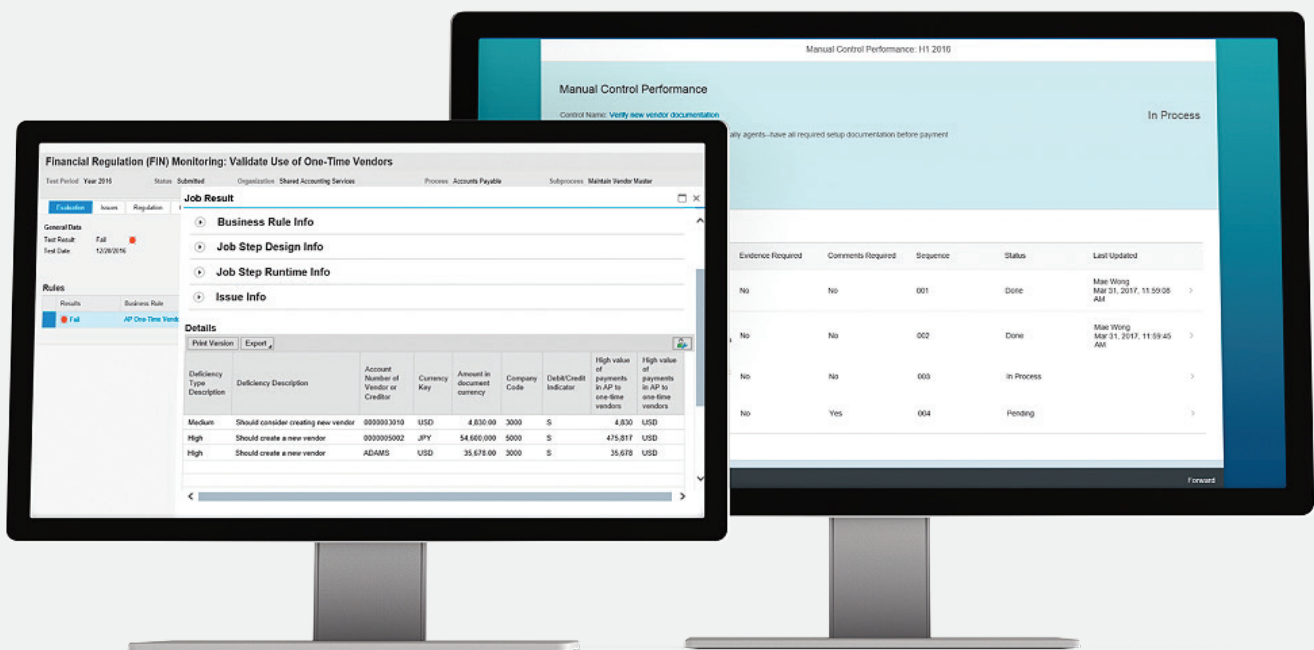 Manual Control Performance: H1 2016
Manual Control Performance
Control Name: Verify new vendor documentation
In Process
ally agents--have all required setup documentation before payment
Evidence Required Comments Required Sequence Status Last Updated
No No 001 Done Mae Wong
Mar 31, 2017, 11:59:08
AM
No No 002 Done Mae Wong
Mar 31, 2017, 11:59:45
AM
No No 003 In Process
No Yes 004 Pending
Forward
Financial Regulation (FIN) Monitoring: Validate Use of One-Time Vendors
Test Period Year 2016 Status Submitted Organization Shared Accounting Services Process Accounts Payable Subprocess Maintain Vendor Master
Evaluation Issues Regulation
General Data
Test Result Fail
Test Date 12/20/2016
Rules
Results Business Rule
Fail AP One-Time Vend
Job Result
Business Rule Info
Job Step Design Info
Job Step Runtime Info
Issue Info
Details
Print Version Export
Deficiency
Type
Description
Deficiency Description
Account
Number of
Vendor or
Creditor
Currency
Key
Amount in
document
currency
Company
Code
Debit/Credit
Indicator
High value
of
payments
in AP to
one-time
vendors
High value
of
payments
in AP to
one-time
vendors
Medium Should consider creating new vendor 0000003010 USD 4,830.00 3000 S 4,830 USD
High Should create a new vendor 0000005002 JPY 54,600,000 5000 S 475,817 USD
High Should create a new vendor ADAMS USD 35,678.00 3000 S 35,678 USD